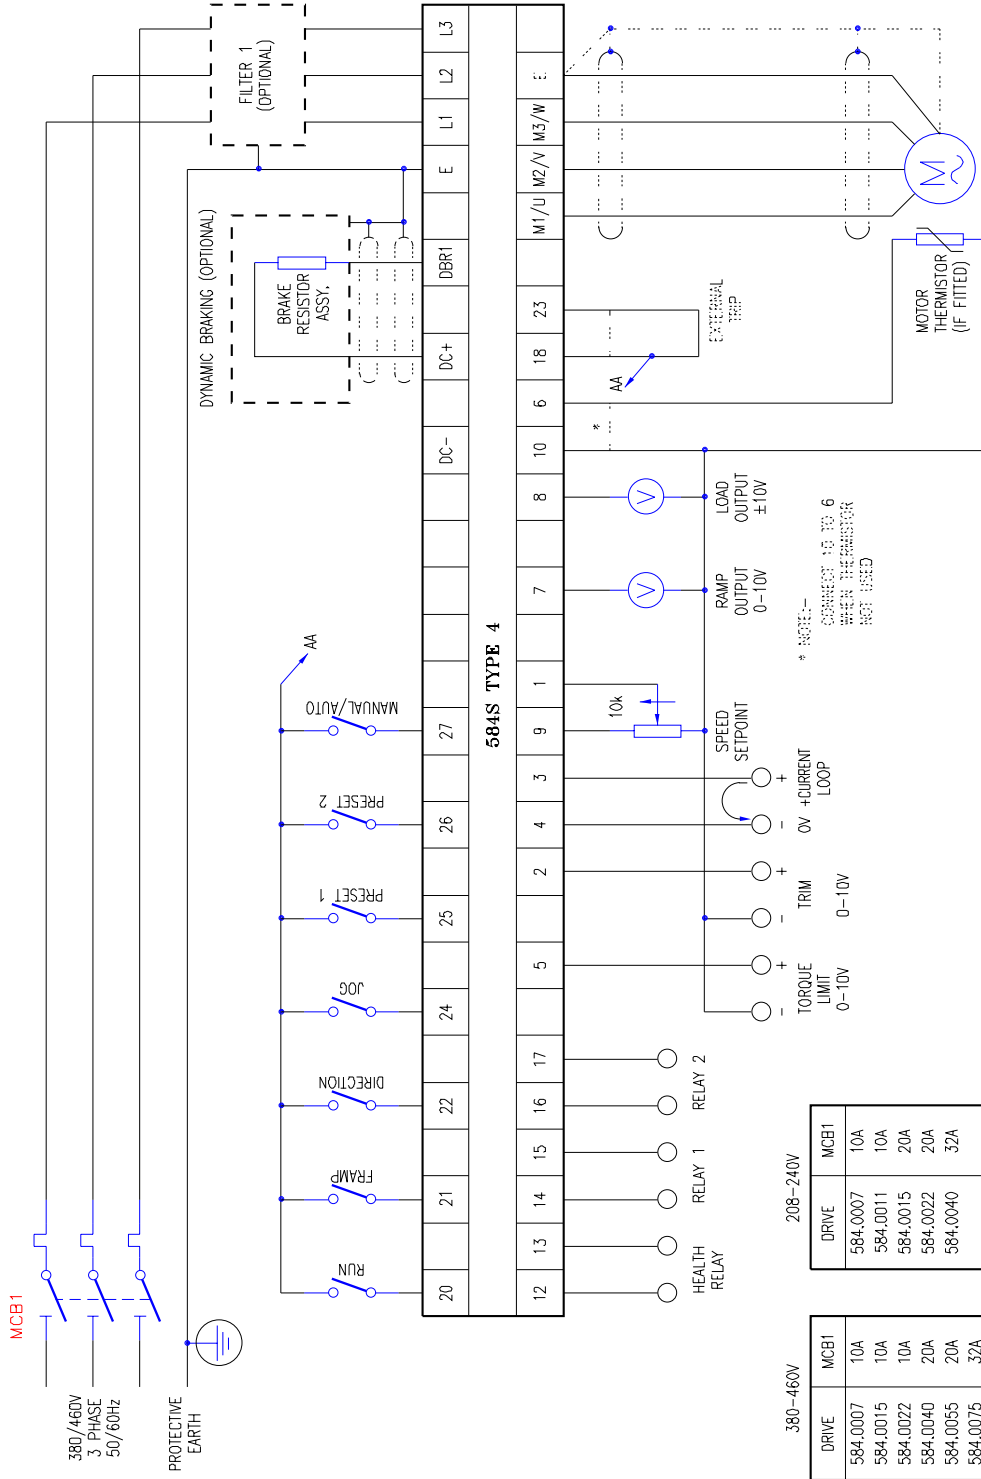 MCB1
380/460V
3 PHASE
50/60Hz
PROTECTIVE
EARTH
FILTER 1
(OPTIONAL)
DYNAMIC BRAKING (OPTIONAL)
BRAKE
RESISTOR
ASSY.
RUN
FRAMP
DIRECTION
JOG
PRESET 1
PRESET 2
MANUAL/AUTO
AA
20
21
22
24
25
26
27
DC-
DC+
DBR1
E
L1
L2
L3
584S TYPE 4
12
13
14
15
16
17
5
2
4
3
9
1
7
8
10
6
18
23
M1/U
M2/V
M3/W
E
HEALTH
RELAY
RELAY 1
RELAY 2
- +
TORQUE
LIMIT
0-10V
- +
TRIM
0-10V
- +
0V +CURRENT
LOOP
10k
SPEED
SETPOINT
V
RAMP
OUTPUT
0-10V
V
LOAD
OUTPUT
±10V
*
AA
EXTERNAL
TRIP
M
MOTOR
THERMISTOR
(IF FITTED)
* NOTE:-
CONNECT 10 TO 6
WHEN THERMISTOR
NOT USED
380-460V
DRIVE MCB1
584.0007 10A
584.0015 10A
584.0022 10A
584.0040 20A
584.0055 20A
584.0075 32A
208-240V
DRIVE MCB1
584.0007 10A
584.0011 10A
584.0015 20A
584.0022 20A
584.0040 32A